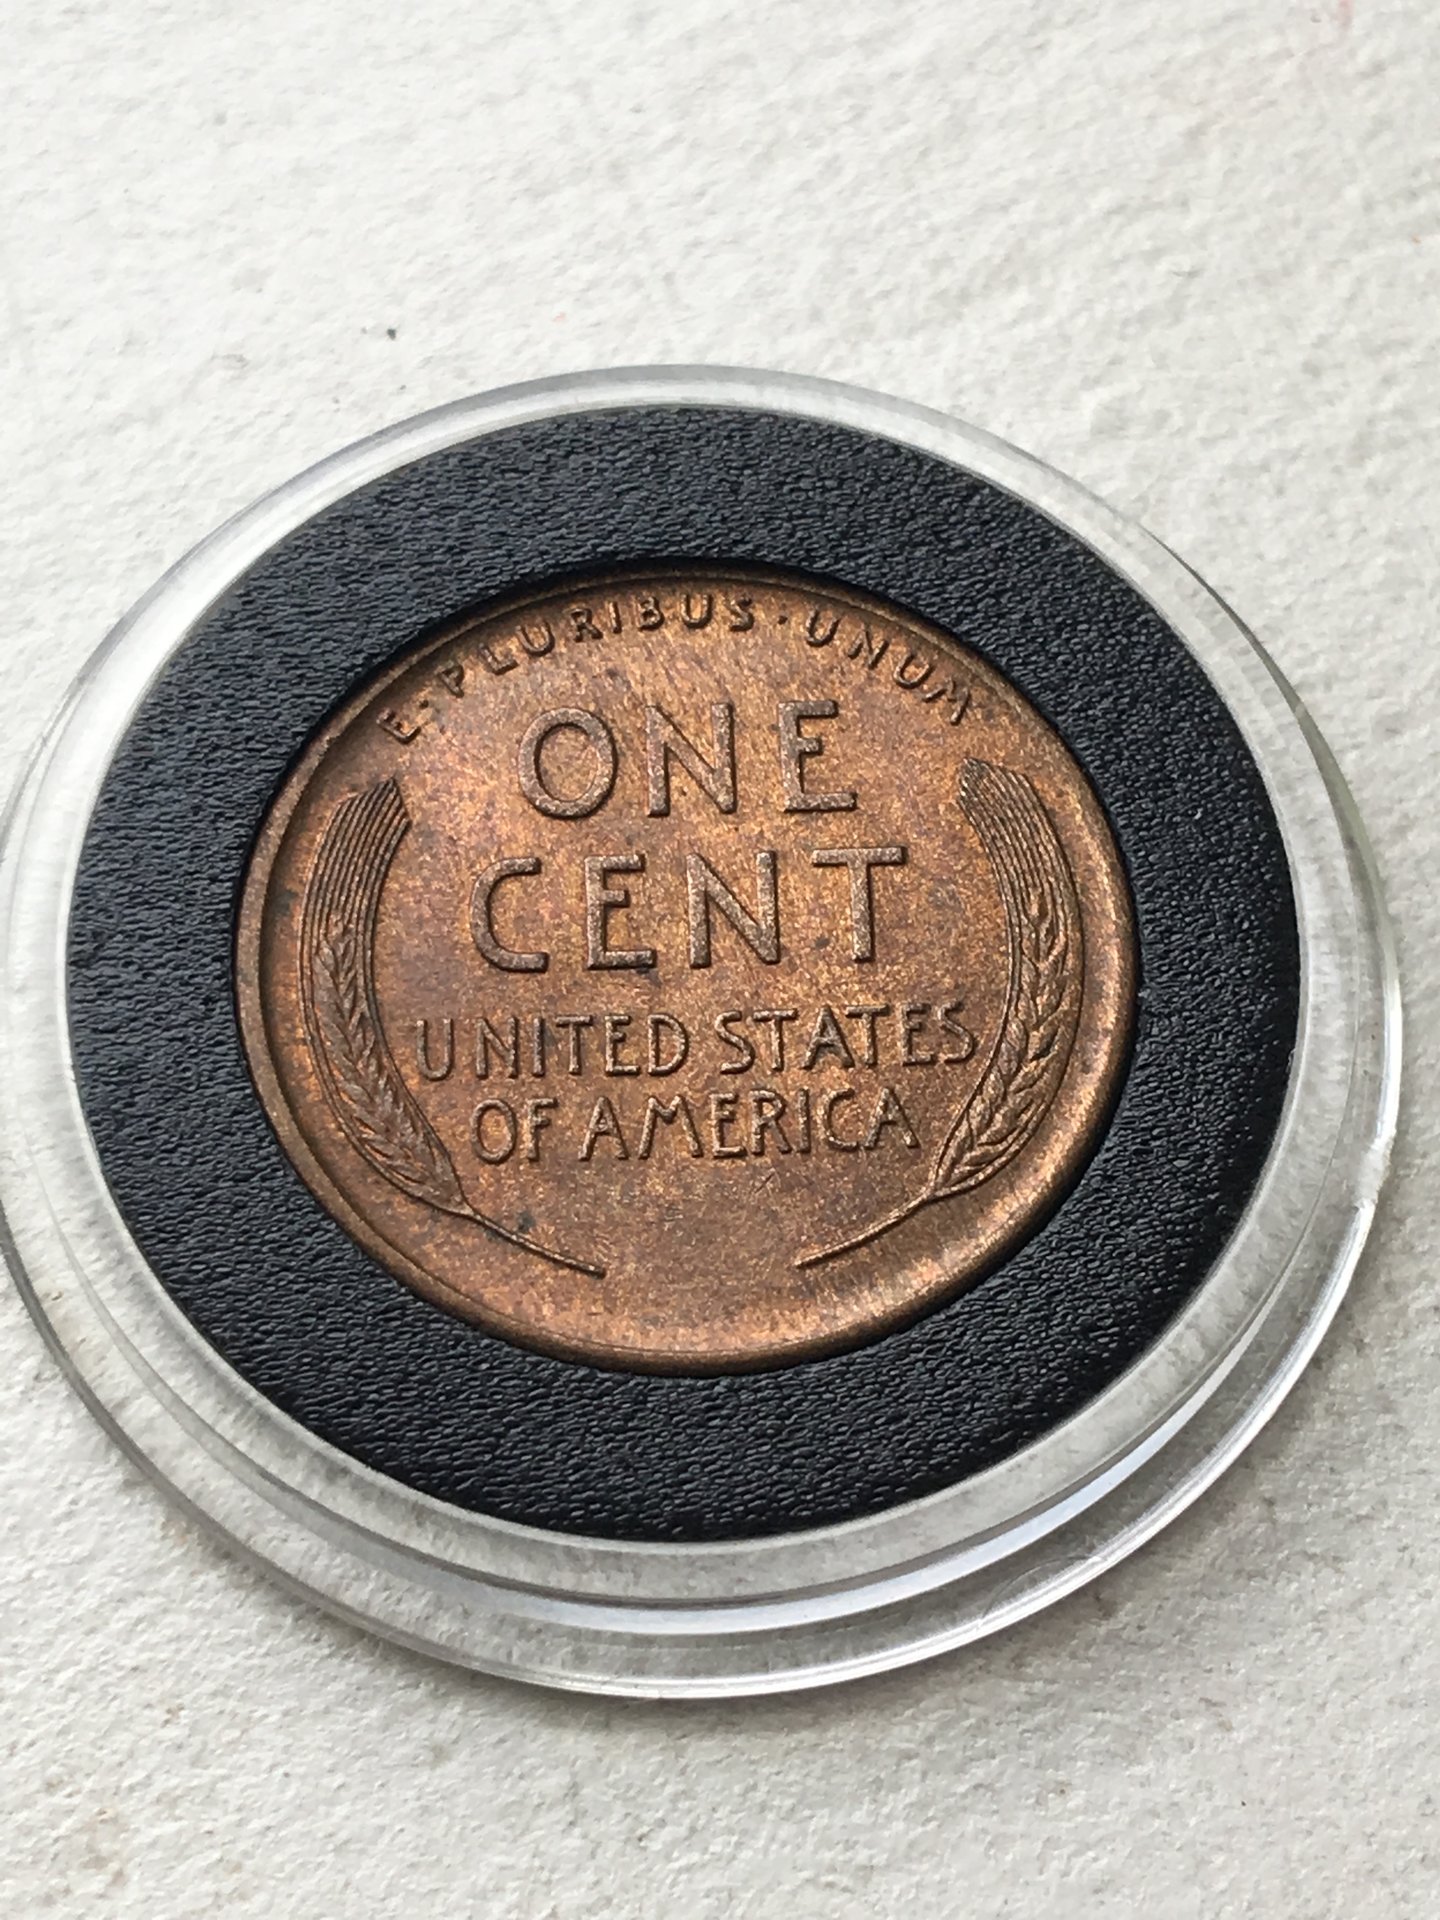 E·PLURIBUS·UNUM
ONE
CENT
UNITED STATES
OF AMERICA